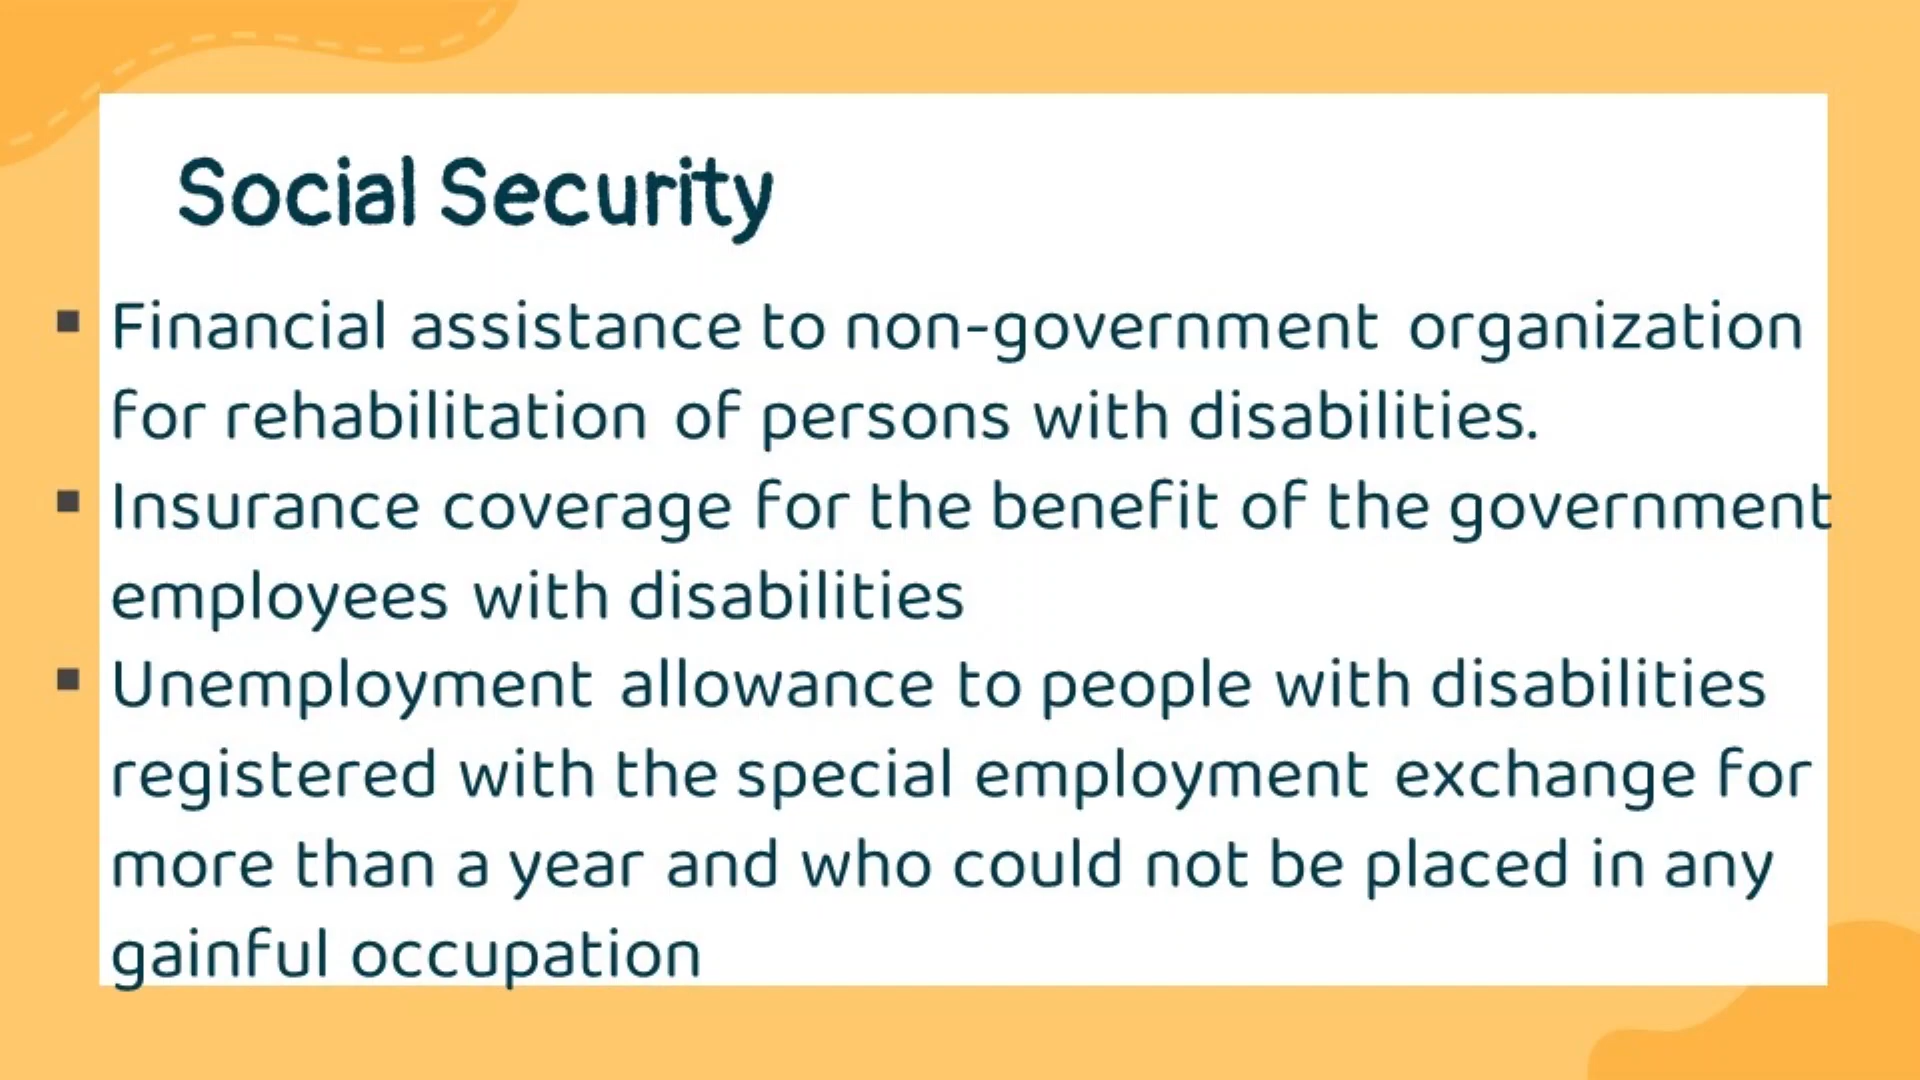 Social Security
▪ Financial assistance to non-government organization
for rehabilitation of persons with disabilities.
▪ Insurance coverage for the benefit of the government
employees with disabilities
▪ Unemployment allowance to people with disabilities
registered with the special employment exchange for
more than a year and who could not be placed in any
gainful occupation